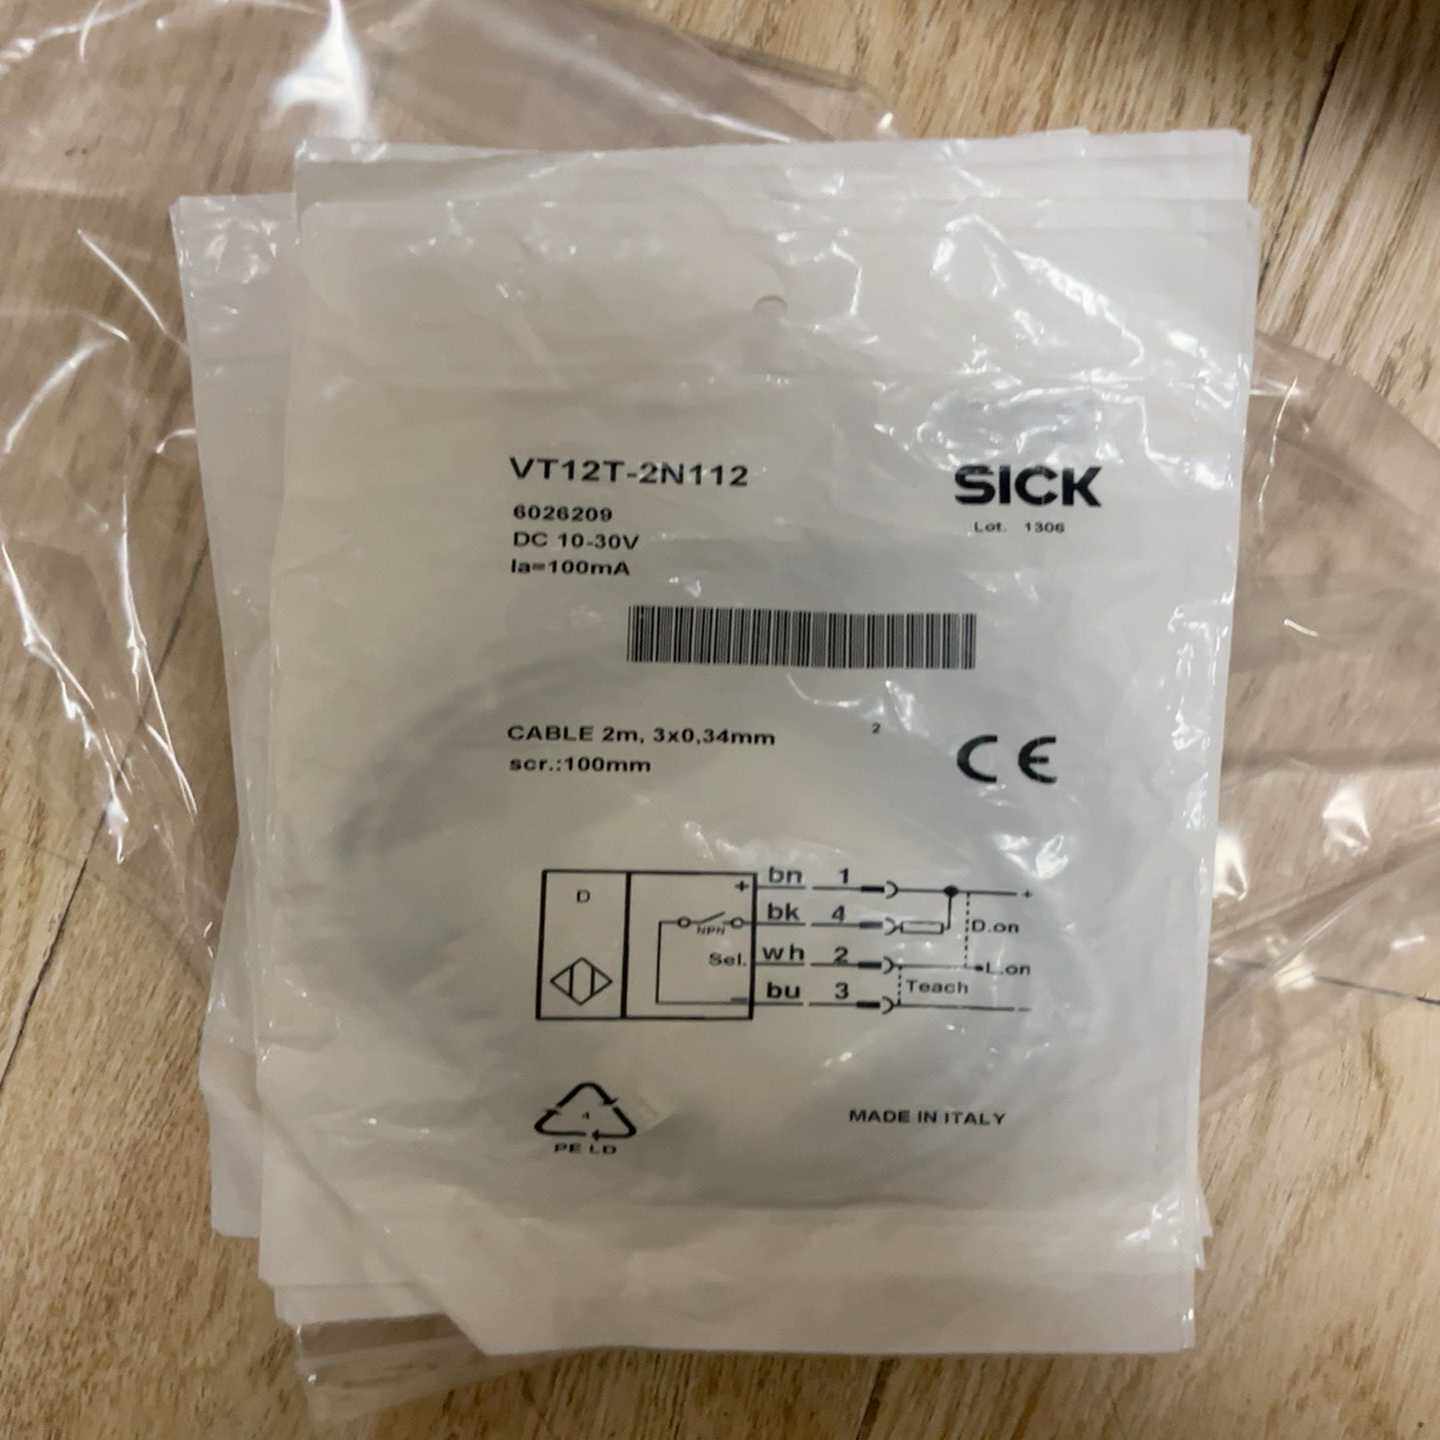 VT12T-2N112
SICK
6026209
Lot. 1306
DC 10-30V
Ia=100mA
CABLE 2m, 3x0,34mm 2
scr.:100mm
CE
D
+ bn 1 +
NPN bk 4 D.on
Sel. wh 2 L.on
- bu 3 Teach -
4
PE LD
MADE IN ITALY